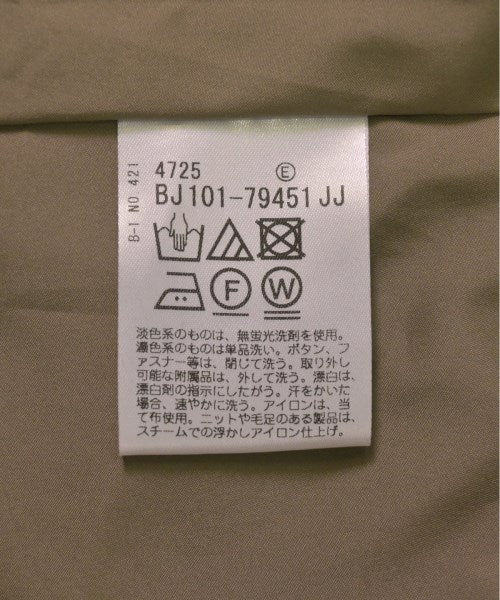 B-1 NO 421
4725 Ⓔ
BJ101-79451JJ
F W
淡色系のものは、無蛍光洗剤を使用。
濃色系のものは単品洗い。ボタン、フ
ァスナー等は、閉じて洗う。取り外し
可能な附属品は、外して洗う。漂白は、
漂白剤の指示にしたがう。汗をかいた
場合、速やかに洗う。アイロンは、当
て布使用。ニットや毛足のある製品は、
スチームでの浮かしアイロン仕上げ。